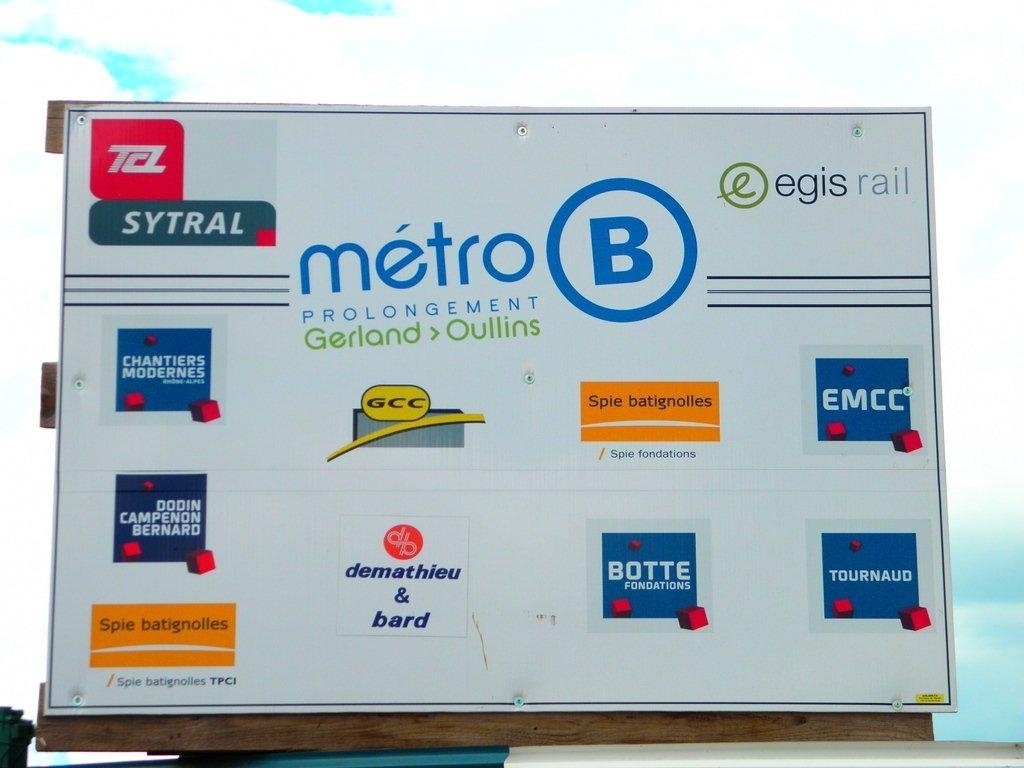 TCL
SYTRAL
egis rail
métro B
PROLONGEMENT
Gerland > Oullins
CHANTIERS
MODERNES
RHÔNE-ALPES
GCC
Spie batignolles
/ Spie fondations
EMCC
DODIN
CAMPENON
BERNARD
demathieu
&
bard
BOTTE
FONDATIONS
TOURNAUD
Spie batignolles
/ Spie batignolles TPCI